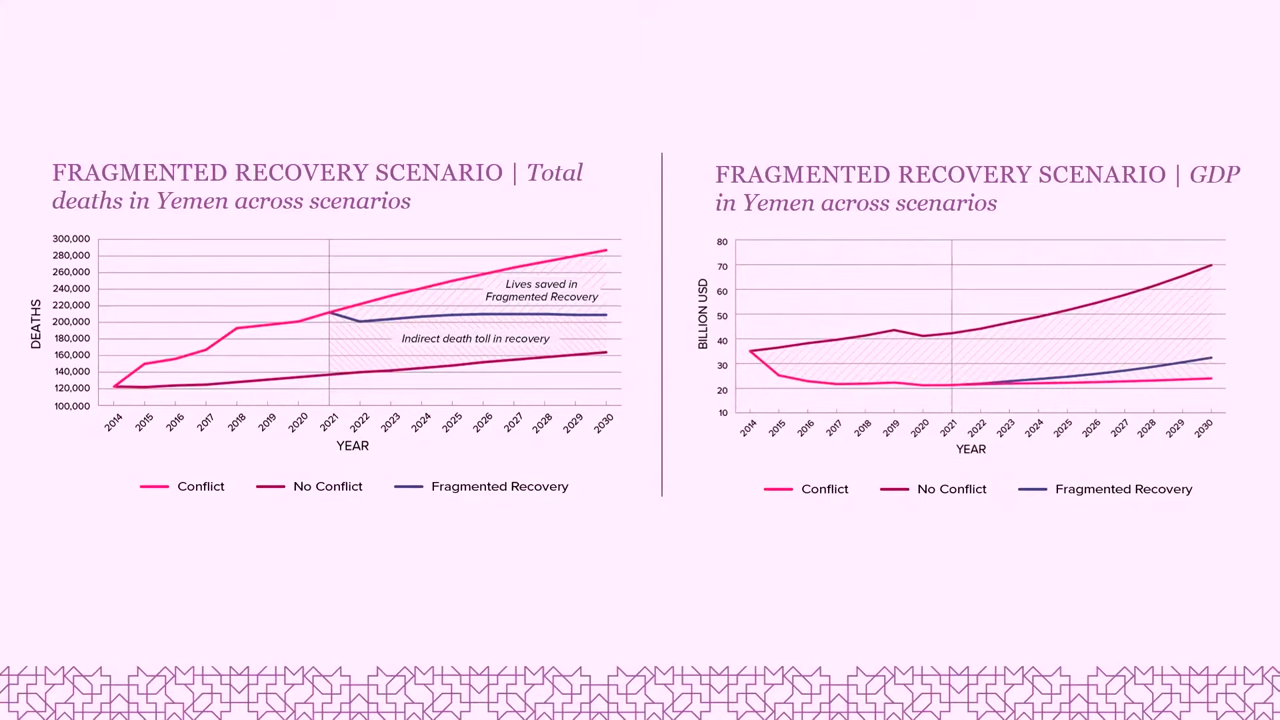 FRAGMENTED RECOVERY SCENARIO | Total
deaths in Yemen across scenarios
300,000
280,000
260,000
240,000
220,000
200,000
180,000
160,000
140,000
120,000
100,000
DEATHS
Lives saved in
Fragmented Recovery
Indirect death toll in recovery
2014 2015 2016 2017 2018 2019 2020 2021 2022 2023 2024 2025 2026 2027 2028 2029 2030
YEAR
Conflict No Conflict Fragmented Recovery
FRAGMENTED RECOVERY SCENARIO | GDP
in Yemen across scenarios
80
70
60
50
40
30
20
10
BILLION USD
2014 2015 2016 2017 2018 2019 2020 2021 2022 2023 2024 2025 2026 2027 2028 2029 2030
YEAR
Conflict No Conflict Fragmented Recovery